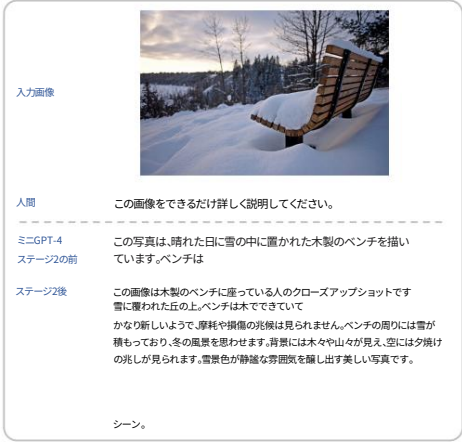 入力画像
人間
この画像をできるだけ詳しく説明してください。
ミニGPT-4
ステージ2の前
この写真は、晴れた日に雪の中に置かれた木製のベンチを描い
ています。ベンチは
ステージ2後
この画像は木製のベンチに座っている人のクローズアップショットです
雪に覆われた丘の上。ベンチは木でできていて
かなり新しいようで、摩耗や損傷の兆候は見られません。ベンチの周りには雪が
積もっており、冬の風景を思わせます。背景には木々や山々が見え、空には夕焼け
の兆しが見られます。雪景色が静謐な雰囲気を醸し出す美しい写真です。
シーン。